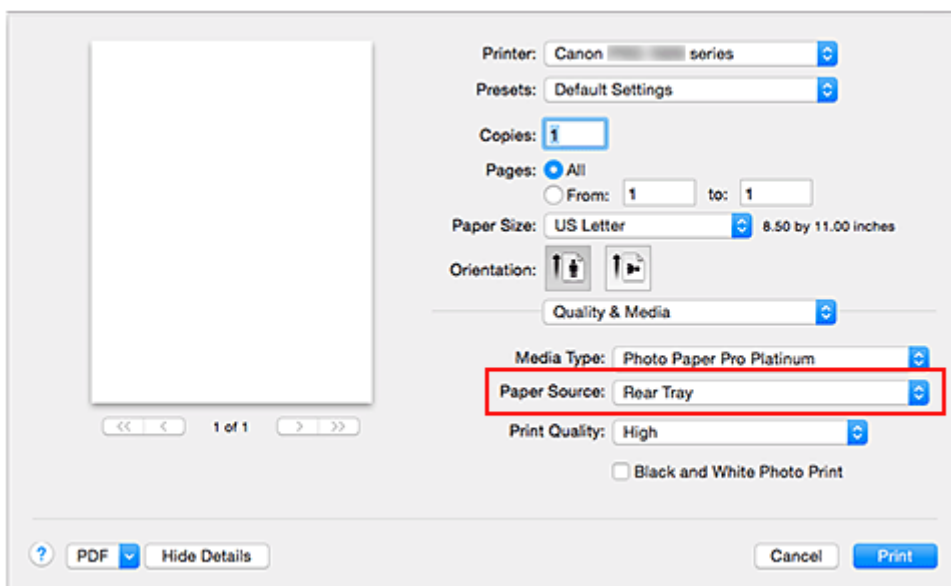 Printer: Canon series
Presets: Default Settings
Copies: 1
Pages: All
From: 1 to: 1
Paper Size: US Letter 8.50 by 11.00 inches
Orientation:
Quality & Media
Media Type: Photo Paper Pro Platinum
Paper Source: Rear Tray
<< < 1 of 1 > >>
Print Quality: High
Black and White Photo Print
? PDF Hide Details Cancel Print